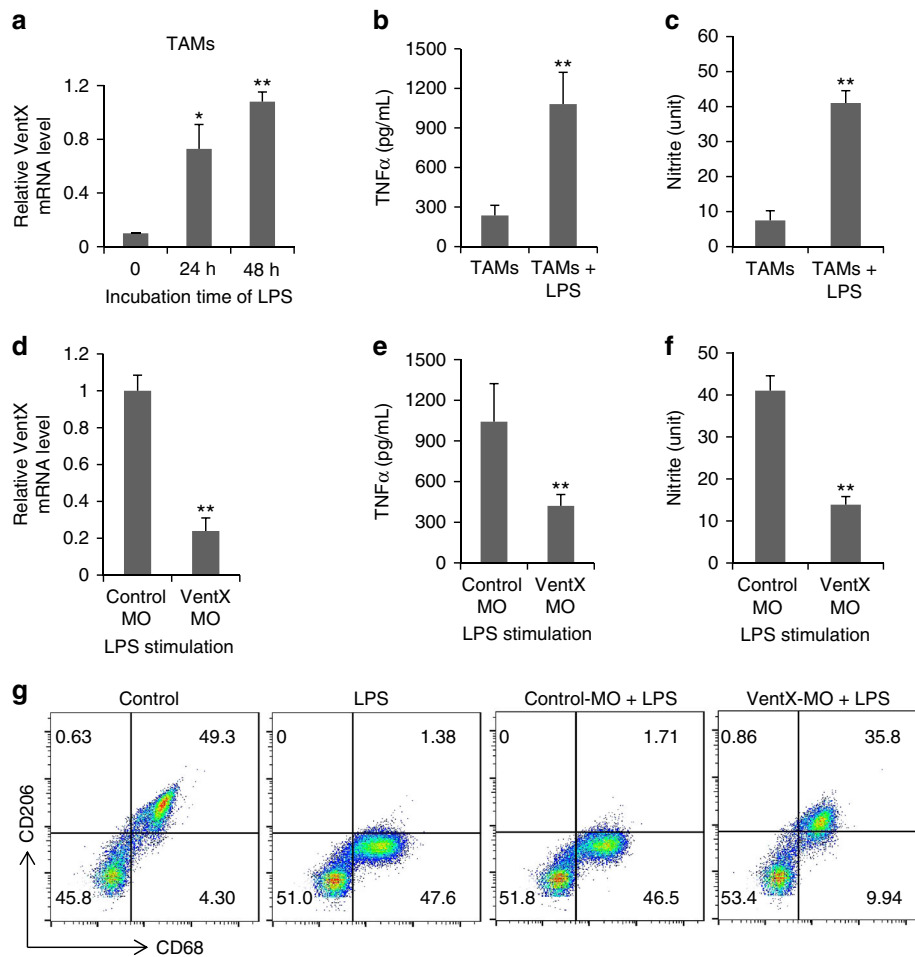 a
TAMs
Relative VentX
mRNA level
1.2
0.8
0.4
0
*
**
0
24 h
48 h
Incubation time of LPS
b
TNFα (pg/mL)
1500
1200
900
600
300
0
**
TAMs
TAMs +
LPS
c
Nitrite (unit)
60
50
40
30
20
10
0
**
TAMs
TAMs +
LPS
d
Relative VentX
mRNA level
1.2
1
0.8
0.6
0.4
0.2
0
**
Control
MO
VentX
MO
LPS stimulation
e
TNFα (pg/mL)
1500
1200
900
600
300
0
**
Control
MO
VentX
MO
LPS stimulation
f
Nitrite (unit)
50
40
30
20
10
0
**
Control
MO
VentX
MO
LPS stimulation
g
Control
0.63
49.3
45.8
4.30
LPS
0
1.38
51.0
47.6
Control-MO + LPS
0
1.71
51.8
46.5
VentX-MO + LPS
0.86
35.8
53.4
9.94
CD206
CD68